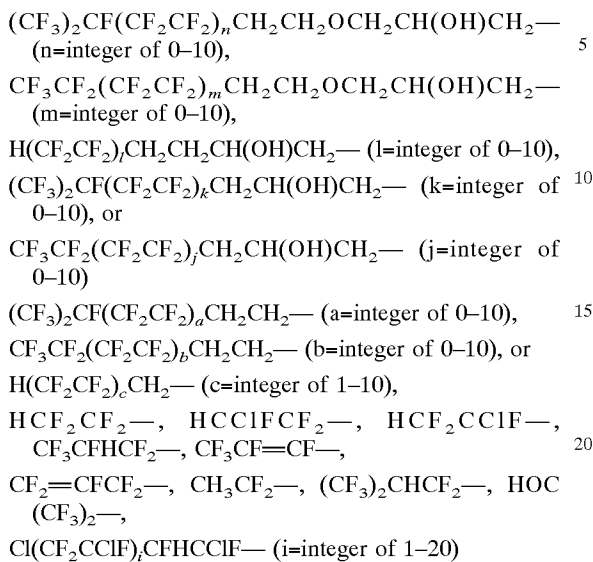 (CF₃)₂CF(CF₂CF₂)ₙCH₂CH₂OCH₂CH(OH)CH₂—
(n=integer of 0–10), 5
CF₃CF₂(CF₂CF₂)ₘCH₂CH₂OCH₂CH(OH)CH₂—
(m=integer of 0–10),
H(CF₂CF₂)ₗCH₂CH₂CH(OH)CH₂— (l=integer of 0–10),
(CF₃)₂CF(CF₂CF₂)ₖCH₂CH(OH)CH₂— (k=integer of 10
0–10), or
CF₃CF₂(CF₂CF₂)ⱼCH₂CH(OH)CH₂— (j=integer of
0–10)
(CF₃)₂CF(CF₂CF₂)ₐCH₂CH₂— (a=integer of 0–10), 15
CF₃CF₂(CF₂CF₂)_bCH₂CH₂— (b=integer of 0–10), or
H(CF₂CF₂)_cCH₂— (c=integer of 1–10),
HCF₂CF₂—, HCClFCF₂—, HCF₂CClF—,
CF₃CFHCF₂—, CF₃CF=CF—, 20
CF₂=CFCF₂—, CH₃CF₂—, (CF₃)₂CHCF₂—, HOC
(CF₃)₂—,
Cl(CF₂CClF)ᵢCFHCClF— (i=integer of 1–20)